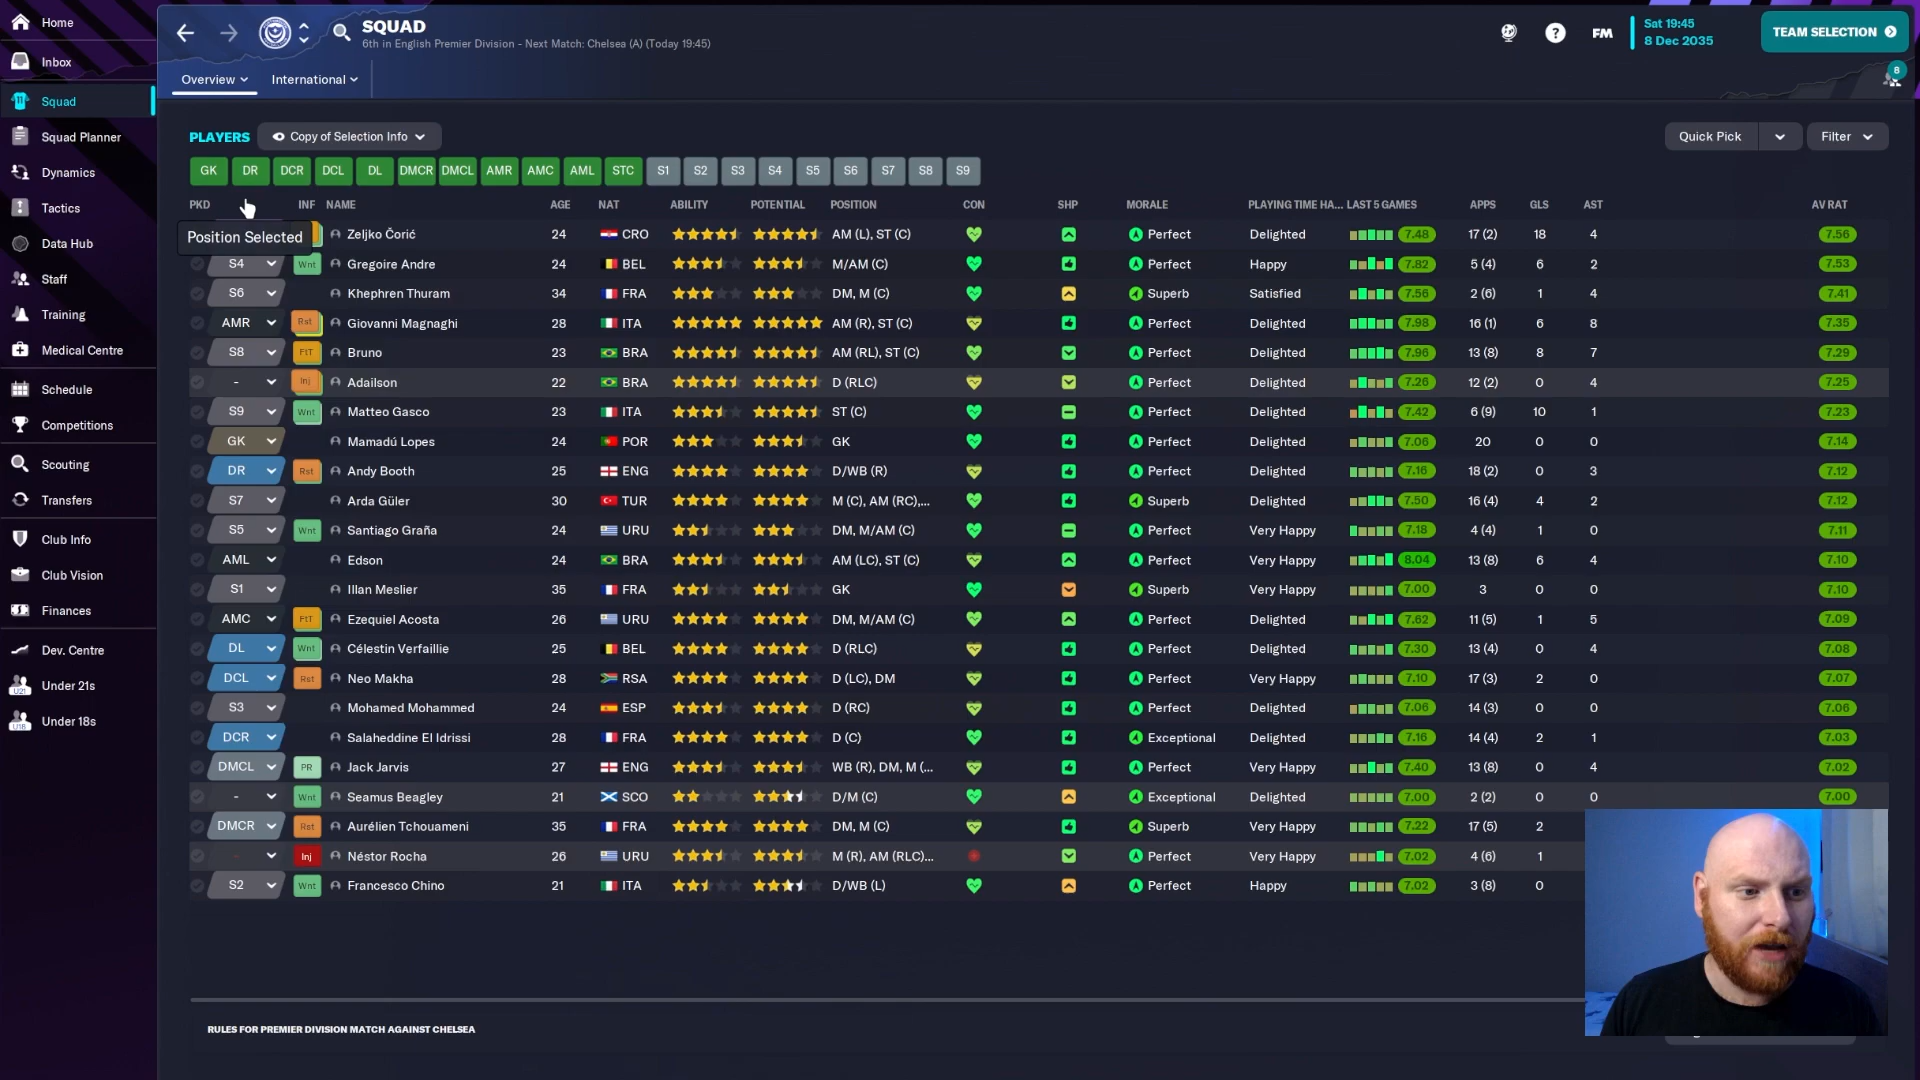 Home
Inbox
Squad
Squad Planner
Dynamics
Tactics
Data Hub
Staff
Training
Medical Centre
Schedule
Competitions
Scouting
Transfers
Club Info
Club Vision
Finances
Dev. Centre
Under 21s
Under 18s
SQUAD
6th in English Premier Division - Next Match: Chelsea (A) (Today 19:45)
FM
Sat 19:45
8 Dec 2035
TEAM SELECTION
8
Overview International
PLAYERS Copy of Selection Info Quick Pick Filter
GK DR DCR DCL DL DMCR DMCL AMR AMC AML STC S1 S2 S3 S4 S5 S6 S7 S8 S9
PKD INF NAME AGE NAT ABILITY POTENTIAL POSITION CON SHP MORALE PLAYING TIME HA... LAST 5 GAMES APPS GLS AST AV RAT
Position Selected
Zeljko Čorić 24 CRO AM (L), ST (C) Perfect Delighted 7.48 17 (2) 18 4 7.56
S4 Wnt Gregoire Andre 24 BEL M/AM (C) Perfect Happy 7.82 5 (4) 6 2 7.53
S6 Khephren Thuram 34 FRA DM, M (C) Superb Satisfied 7.56 2 (6) 1 4 7.41
AMR Rst Giovanni Magnaghi 28 ITA AM (R), ST (C) Perfect Delighted 7.98 16 (1) 6 8 7.35
S8 FtT Bruno 23 BRA AM (RL), ST (C) Perfect Delighted 7.96 13 (8) 8 7 7.29
- Inj Adailson 22 BRA D (RLC) Perfect Delighted 7.26 12 (2) 0 4 7.25
S9 Wnt Matteo Gasco 23 ITA ST (C) Perfect Delighted 7.42 6 (9) 10 1 7.23
GK Mamadú Lopes 24 POR GK Perfect Delighted 7.06 20 0 0 7.14
DR Rst Andy Booth 25 ENG D/WB (R) Perfect Delighted 7.16 18 (2) 0 3 7.12
S7 Arda Güler 30 TUR M (C), AM (RC),... Superb Delighted 7.50 16 (4) 4 2 7.12
S5 Wnt Santiago Graña 24 URU DM, M/AM (C) Perfect Very Happy 7.18 4 (4) 1 0 7.11
AML Edson 24 BRA AM (LC), ST (C) Perfect Very Happy 8.04 13 (8) 6 4 7.10
S1 Illan Meslier 35 FRA GK Superb Very Happy 7.00 3 0 0 7.10
AMC FtT Ezequiel Acosta 26 URU DM, M/AM (C) Perfect Delighted 7.62 11 (5) 1 5 7.09
DL Wnt Célestin Verfaillie 25 BEL D (RLC) Perfect Delighted 7.30 13 (4) 0 4 7.08
DCL Rst Neo Makha 28 RSA D (LC), DM Perfect Very Happy 7.10 17 (3) 2 0 7.07
S3 Mohamed Mohammed 24 ESP D (RC) Perfect Delighted 7.06 14 (3) 0 0 7.06
DCR Salaheddine El Idrissi 28 FRA D (C) Exceptional Delighted 7.16 14 (4) 2 1 7.03
DMCL PR Jack Jarvis 27 ENG WB (R), DM, M (... Perfect Very Happy 7.40 13 (8) 0 4 7.02
- Wnt Seamus Beagley 21 SCO D/M (C) Exceptional Delighted 7.00 2 (2) 0 0 7.00
DMCR Rst Aurélien Tchouameni 35 FRA DM, M (C) Superb Very Happy 7.22 17 (5) 2
- Inj Néstor Rocha 26 URU M (R), AM (RLC)... Perfect Very Happy 7.02 4 (6) 1
S2 Wnt Francesco Chino 21 ITA D/WB (L) Perfect Happy 7.02 3 (8) 0
RULES FOR PREMIER DIVISION MATCH AGAINST CHELSEA